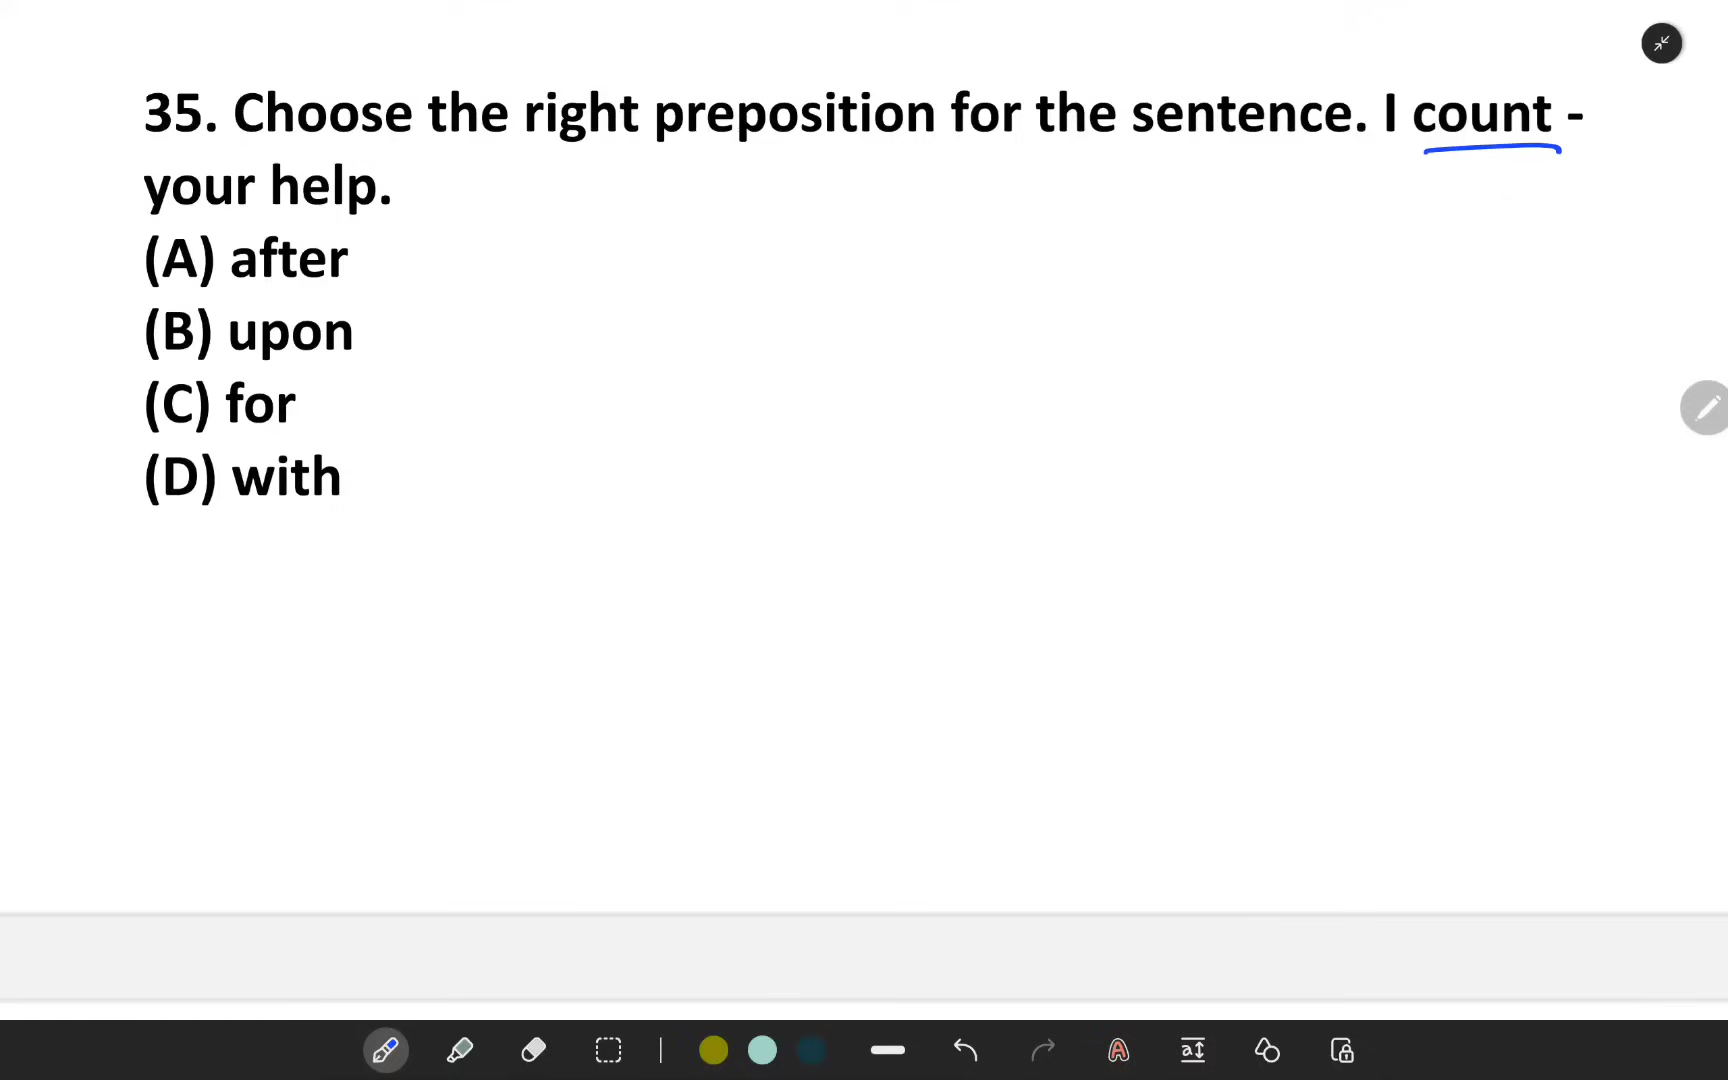 35. Choose the right preposition for the sentence. I count -
your help.
(A) after
(B) upon
(C) for
(D) with